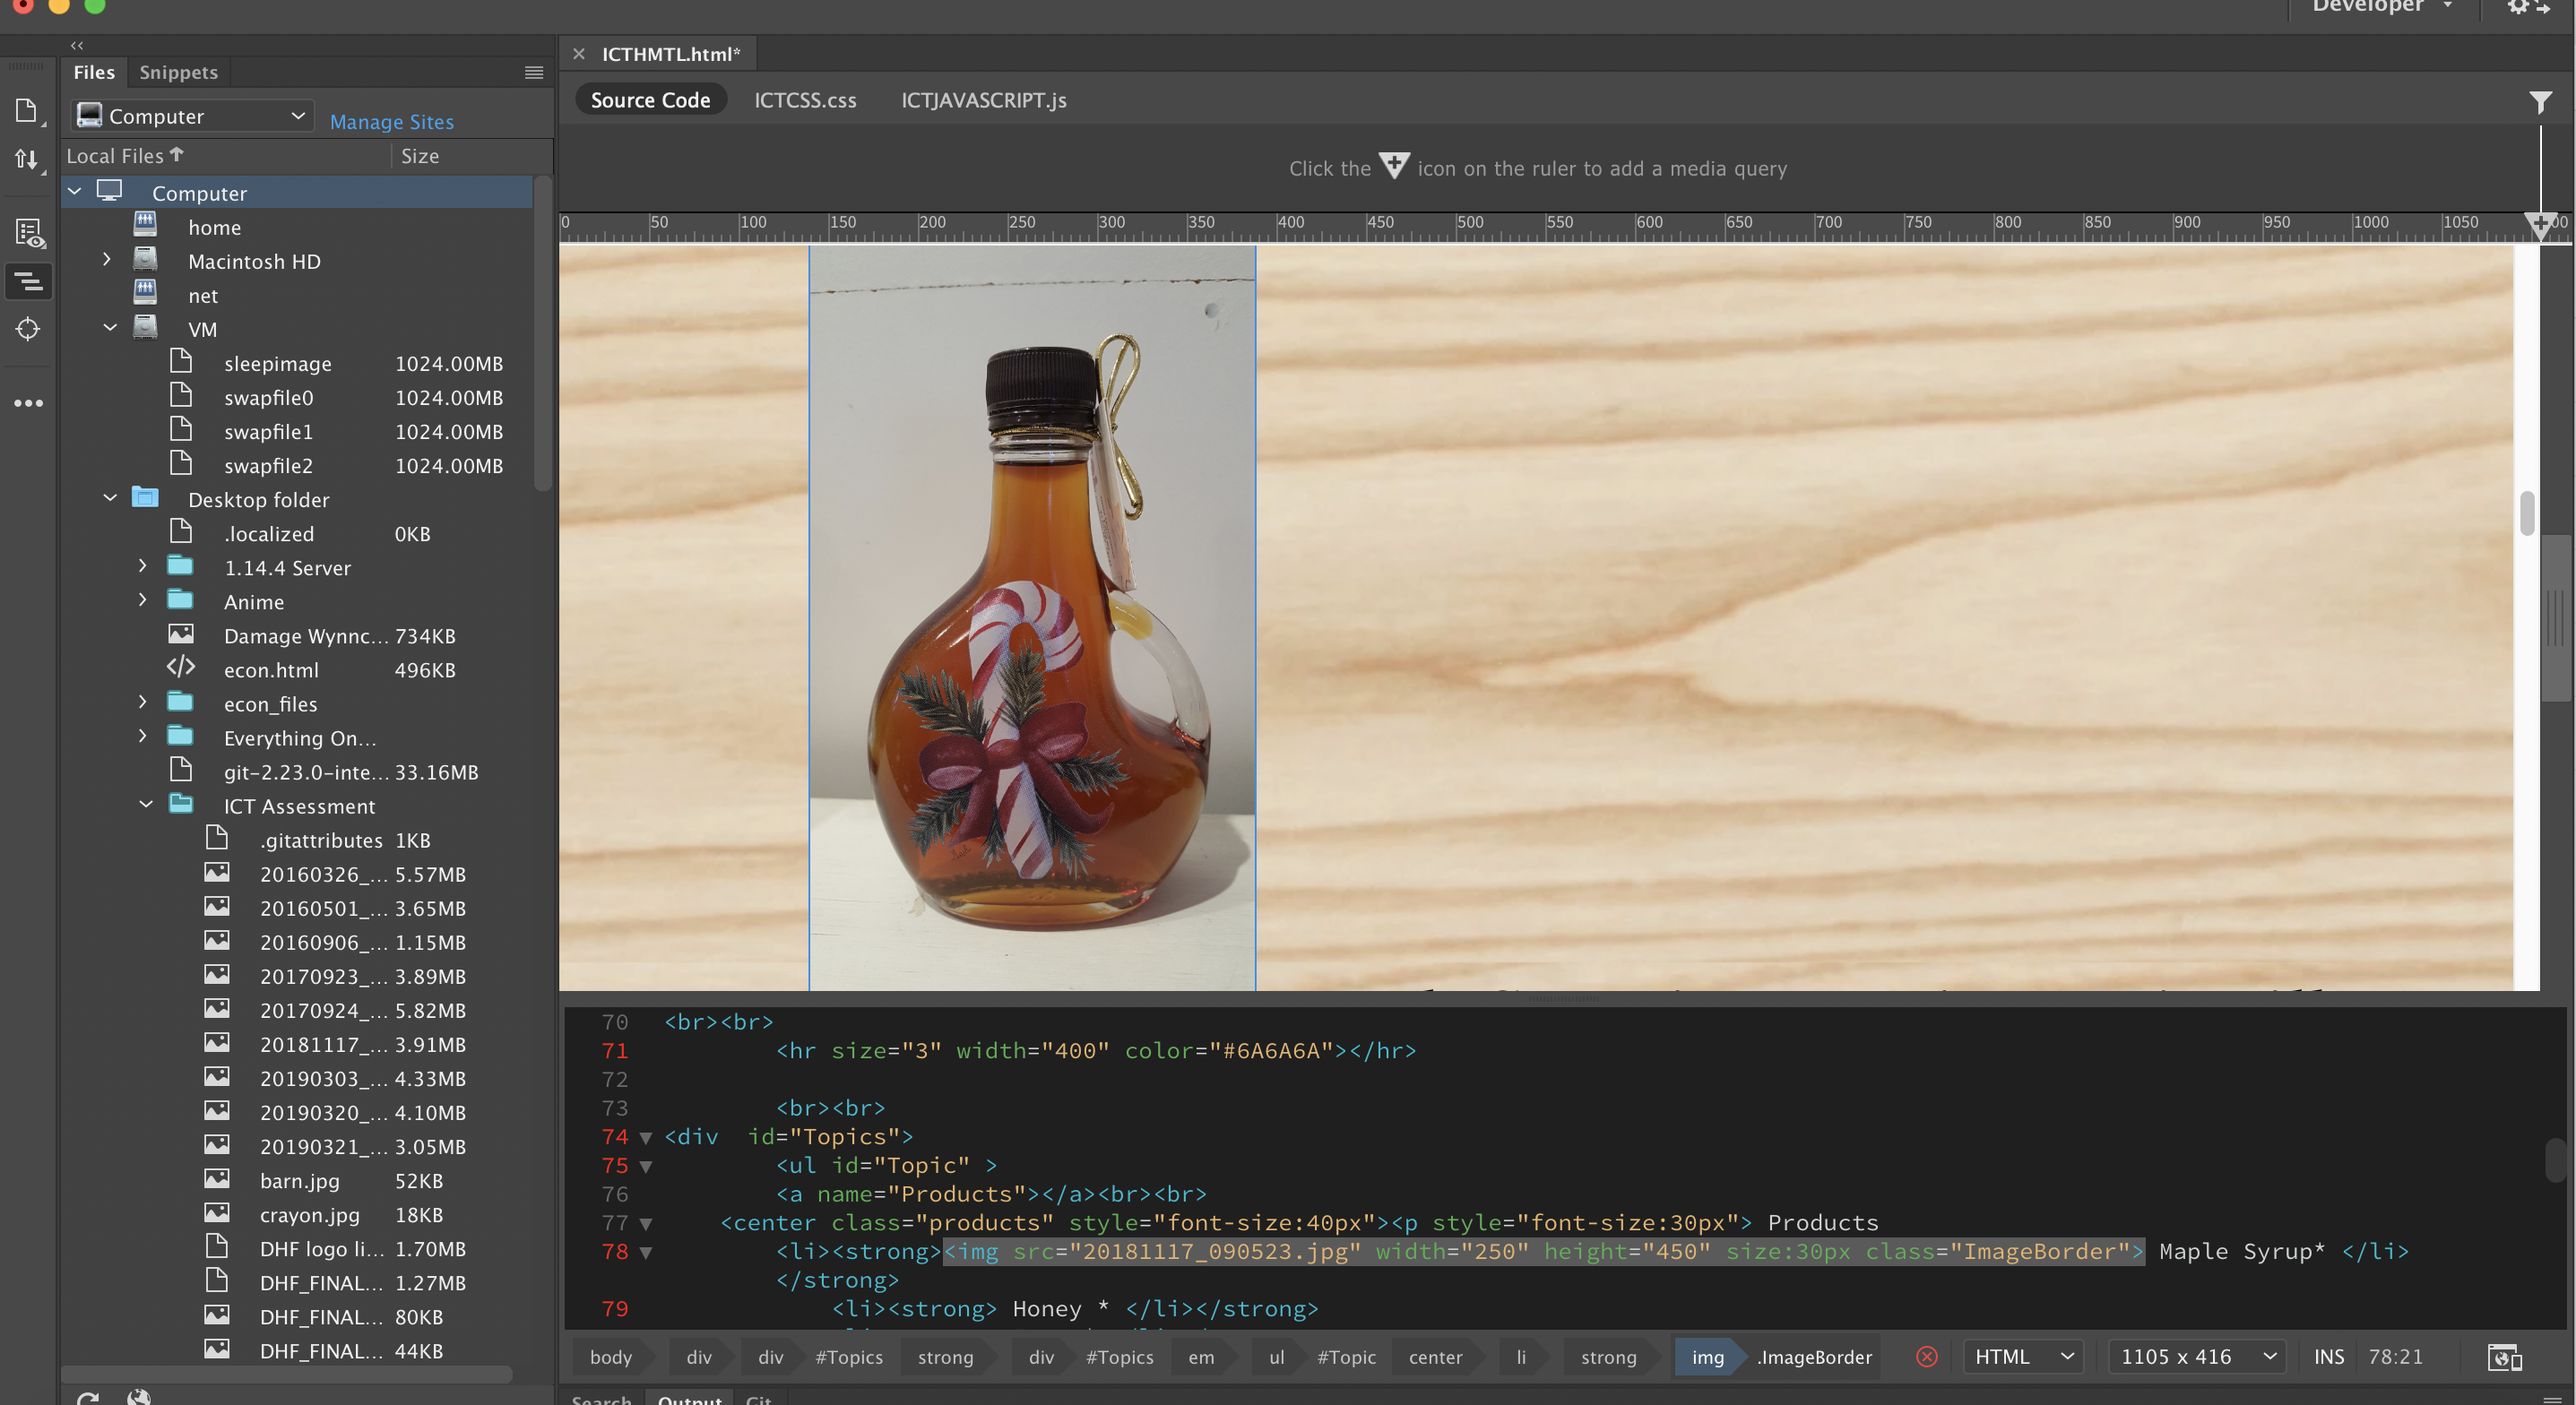 Developer
Files Snippets
ICTHMTL.html*
Computer Manage Sites
Source Code ICTCSS.css ICTJAVASCRIPT.js
Local Files Size
Click the icon on the ruler to add a media query
Computer
home
Macintosh HD
net
VM
sleepimage 1024.00MB
swapfile0 1024.00MB
swapfile1 1024.00MB
swapfile2 1024.00MB
Desktop folder
.localized 0KB
1.14.4 Server
Anime
Damage Wynnc... 734KB
econ.html 496KB
econ_files
Everything On...
git-2.23.0-inte... 33.16MB
ICT Assessment
.gitattributes 1KB
20160326_... 5.57MB
20160501_... 3.65MB
20160906_... 1.15MB
20170923_... 3.89MB
20170924_... 5.82MB
20181117_... 3.91MB
20190303_... 4.33MB
20190320_... 4.10MB
20190321_... 3.05MB
barn.jpg 52KB
crayon.jpg 18KB
DHF logo li... 1.70MB
DHF_FINAL... 1.27MB
DHF_FINAL... 80KB
DHF_FINAL... 44KB
0 50 100 150 200 250 300 350 400 450 500 550 600 650 700 750 800 850 900 950 1000 1050
70 <br><br>
71 <hr size="3" width="400" color="#6A6A6A"></hr>
72
73 <br><br>
74 <div  id="Topics">
75 <ul id="Topic" >
76 <a name="Products"></a><br><br>
77 <center class="products" style="font-size:40px"><p style="font-size:30px"> Products
78 <li><strong><img src="20181117_090523.jpg" width="250" height="450" size:30px class="ImageBorder"> Maple Syrup* </li>
</strong>
79 <li><strong> Honey * </li></strong>
body div div #Topics strong div #Topics em ul #Topic center li strong img .ImageBorder HTML 1105 x 416 INS 78:21
Search Output Git